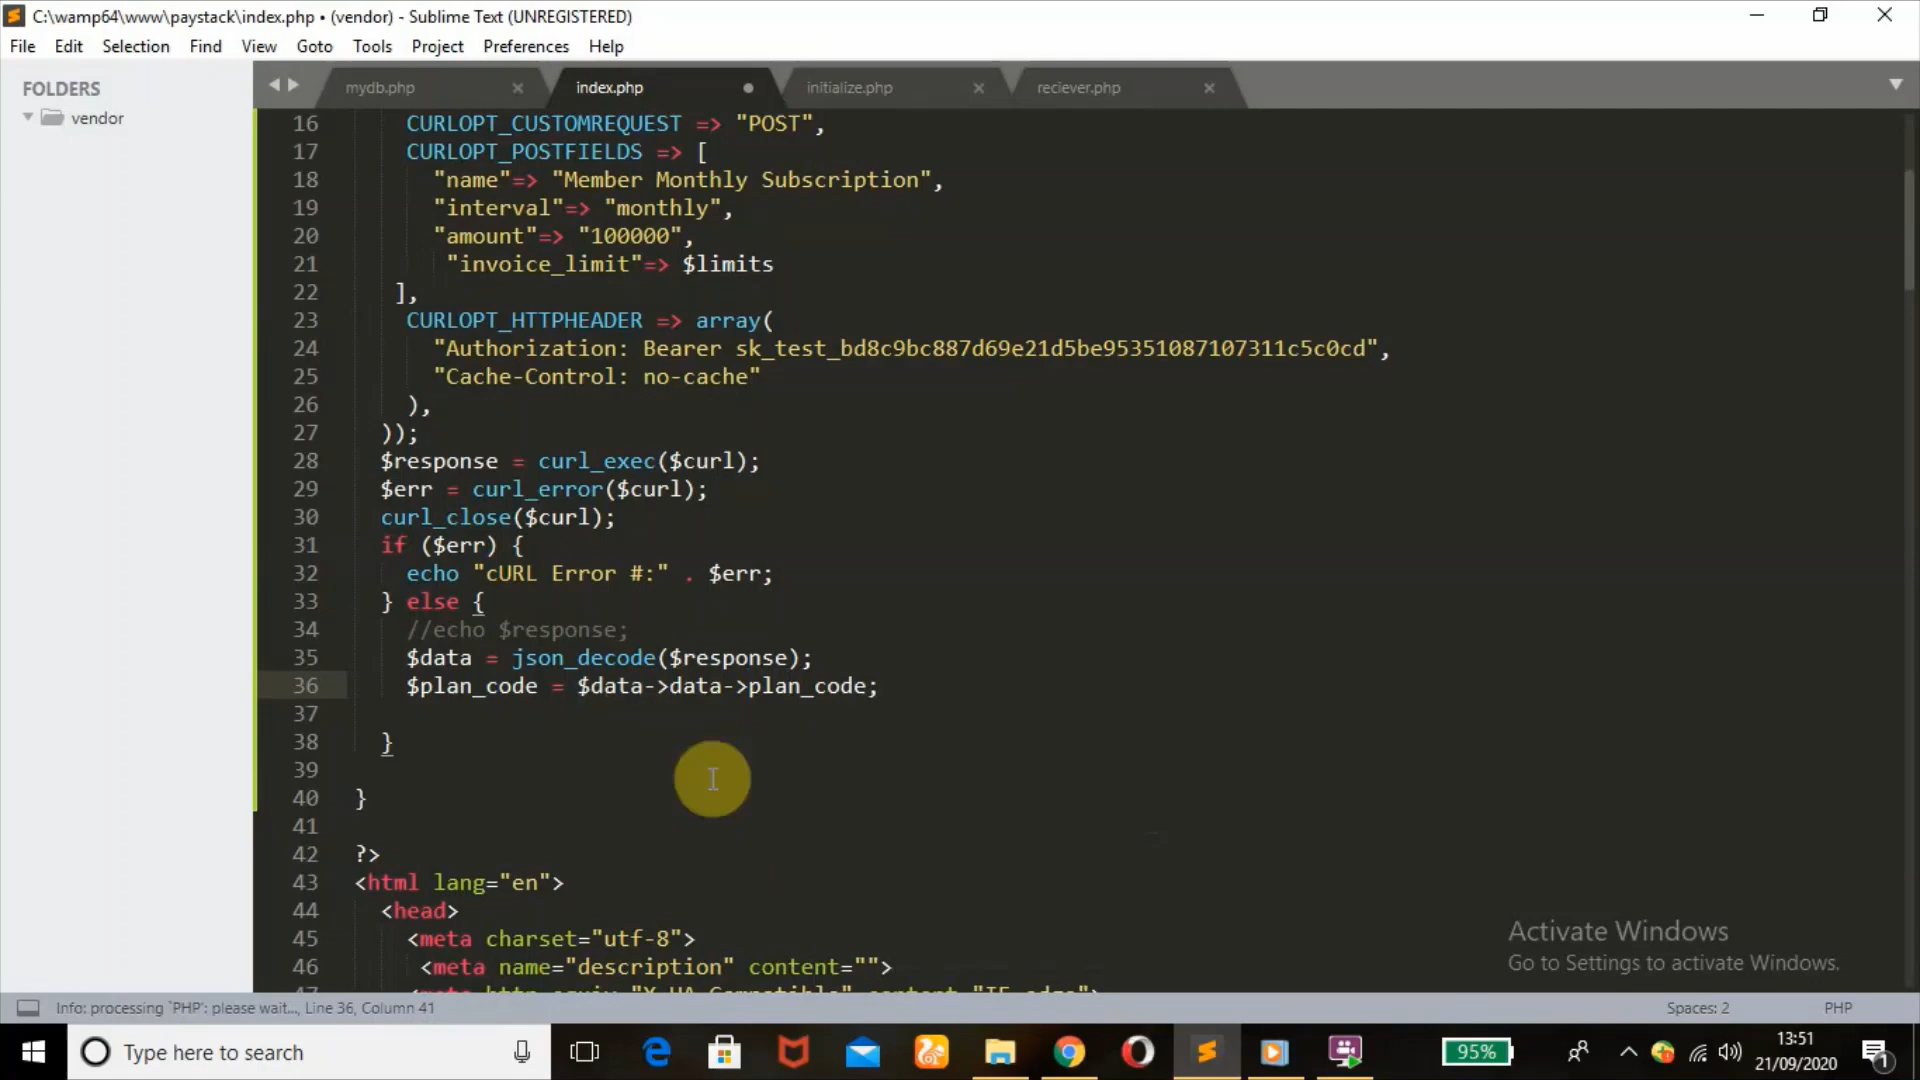 C:\wamp64\www\paystack\index.php • (vendor) - Sublime Text (UNREGISTERED)
File Edit Selection Find View Goto Tools Project Preferences Help
FOLDERS
vendor
mydb.php
index.php
initialize.php
reciever.php
16 CURLOPT_CUSTOMREQUEST => "POST",
17 CURLOPT_POSTFIELDS => [
18 "name"=> "Member Monthly Subscription",
19 "interval"=> "monthly",
20 "amount"=> "100000",
21 "invoice_limit"=> $limits
22 ],
23 CURLOPT_HTTPHEADER => array(
24 "Authorization: Bearer sk_test_bd8c9bc887d69e21d5be95351087107311c5c0cd",
25 "Cache-Control: no-cache"
26 ),
27 ));
28 $response = curl_exec($curl);
29 $err = curl_error($curl);
30 curl_close($curl);
31 if ($err) {
32 echo "cURL Error #:" . $err;
33 } else {
34 //echo $response;
35 $data = json_decode($response);
36 $plan_code = $data->data->plan_code;
37
38 }
39
40 }
41
42 ?>
43 <html lang="en">
44 <head>
45 <meta charset="utf-8">
46 <meta name="description" content="">
Activate Windows
Go to Settings to activate Windows.
Info: processing `PHP`: please wait..., Line 36, Column 41
Spaces: 2
PHP
Type here to search
95%
13:51
21/09/2020
1